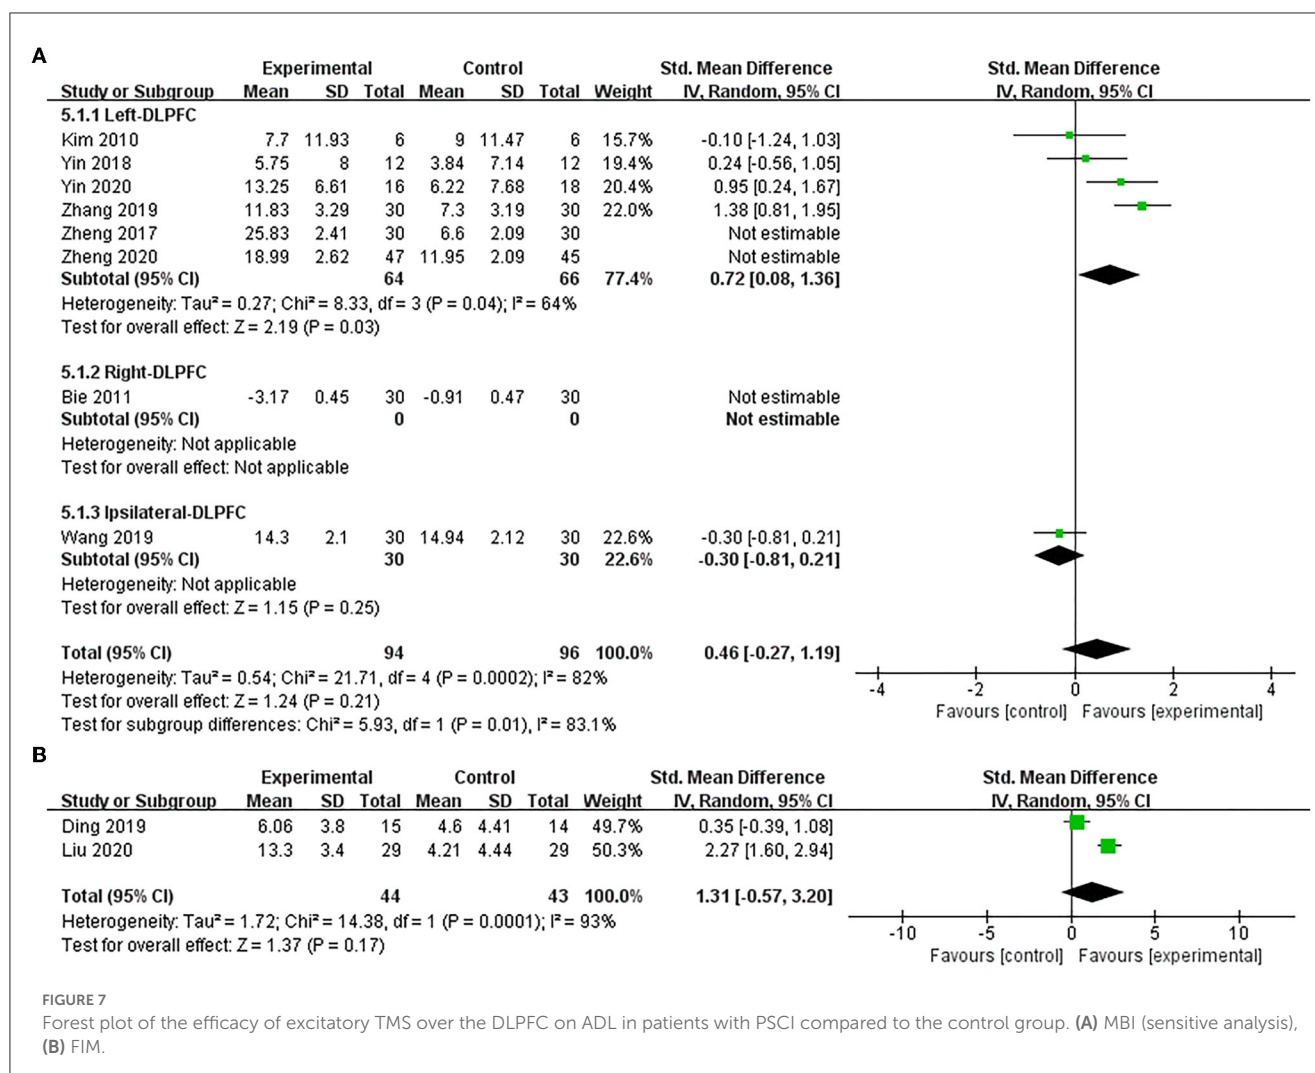 A
Experimental Control Std. Mean Difference Std. Mean Difference
Study or Subgroup Mean SD Total Mean SD Total Weight IV, Random, 95% CI IV, Random, 95% CI
5.1.1 Left-DLPFC
Kim 2010 7.7 11.93 6 9 11.47 6 15.7% -0.10 [-1.24, 1.03]
Yin 2018 5.75 8 12 3.84 7.14 12 19.4% 0.24 [-0.56, 1.05]
Yin 2020 13.25 6.61 16 6.22 7.68 18 20.4% 0.95 [0.24, 1.67]
Zhang 2019 11.83 3.29 30 7.3 3.19 30 22.0% 1.38 [0.81, 1.95]
Zheng 2017 25.83 2.41 30 6.6 2.09 30 Not estimable
Zheng 2020 18.99 2.62 47 11.95 2.09 45 Not estimable
Subtotal (95% CI) 64 66 77.4% 0.72 [0.08, 1.36]
Heterogeneity: Tau² = 0.27; Chi² = 8.33, df = 3 (P = 0.04); I² = 64%
Test for overall effect: Z = 2.19 (P = 0.03)
5.1.2 Right-DLPFC
Bie 2011 -3.17 0.45 30 -0.91 0.47 30 Not estimable
Subtotal (95% CI) 0 0 Not estimable
Heterogeneity: Not applicable
Test for overall effect: Not applicable
5.1.3 Ipsilateral-DLPFC
Wang 2019 14.3 2.1 30 14.94 2.12 30 22.6% -0.30 [-0.81, 0.21]
Subtotal (95% CI) 30 30 22.6% -0.30 [-0.81, 0.21]
Heterogeneity: Not applicable
Test for overall effect: Z = 1.15 (P = 0.25)
Total (95% CI) 94 96 100.0% 0.46 [-0.27, 1.19]
Heterogeneity: Tau² = 0.54; Chi² = 21.71, df = 4 (P = 0.0002); I² = 82%
Test for overall effect: Z = 1.24 (P = 0.21)
Test for subgroup differences: Chi² = 5.93, df = 1 (P = 0.01), I² = 83.1%
-4 -2 0 2 4
Favours [control] Favours [experimental]
B
Experimental Control Std. Mean Difference Std. Mean Difference
Study or Subgroup Mean SD Total Mean SD Total Weight IV, Random, 95% CI IV, Random, 95% CI
Ding 2019 6.06 3.8 15 4.6 4.41 14 49.7% 0.35 [-0.39, 1.08]
Liu 2020 13.3 3.4 29 4.21 4.44 29 50.3% 2.27 [1.60, 2.94]
Total (95% CI) 44 43 100.0% 1.31 [-0.57, 3.20]
Heterogeneity: Tau² = 1.72; Chi² = 14.38, df = 1 (P = 0.0001); I² = 93%
Test for overall effect: Z = 1.37 (P = 0.17)
-10 -5 0 5 10
Favours [control] Favours [experimental]
FIGURE 7
Forest plot of the efficacy of excitatory TMS over the DLPFC on ADL in patients with PSCI compared to the control group. (A) MBI (sensitive analysis),
(B) FIM.